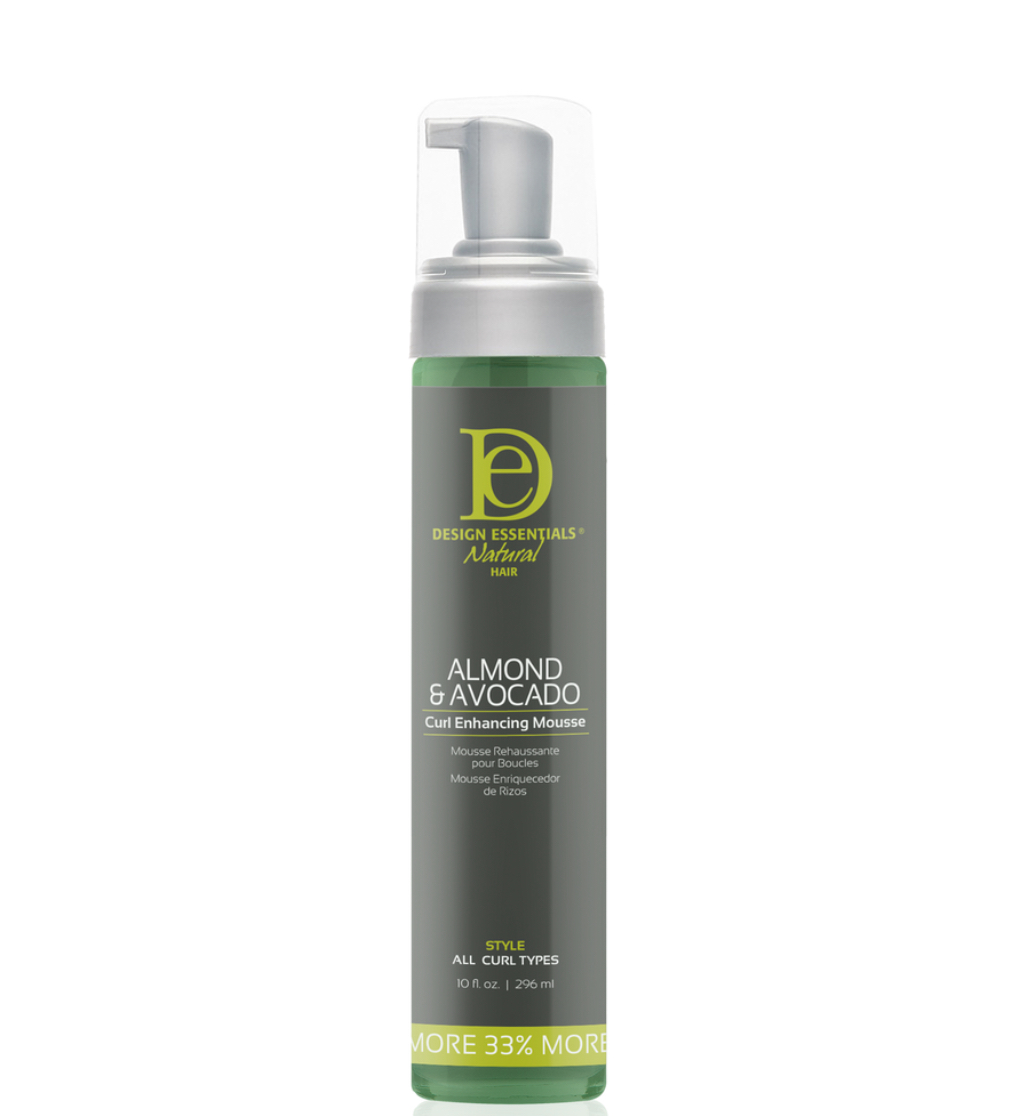 De
DESIGN ESSENTIALS®
Natural
HAIR
ALMOND
& AVOCADO
Curl Enhancing Mousse
Mousse Rehaussante
pour Boucles
Mousse Enriquecedor
de Rizos
STYLE
ALL CURL TYPES
10 fl. oz. | 296 ml
MORE 33% MORE